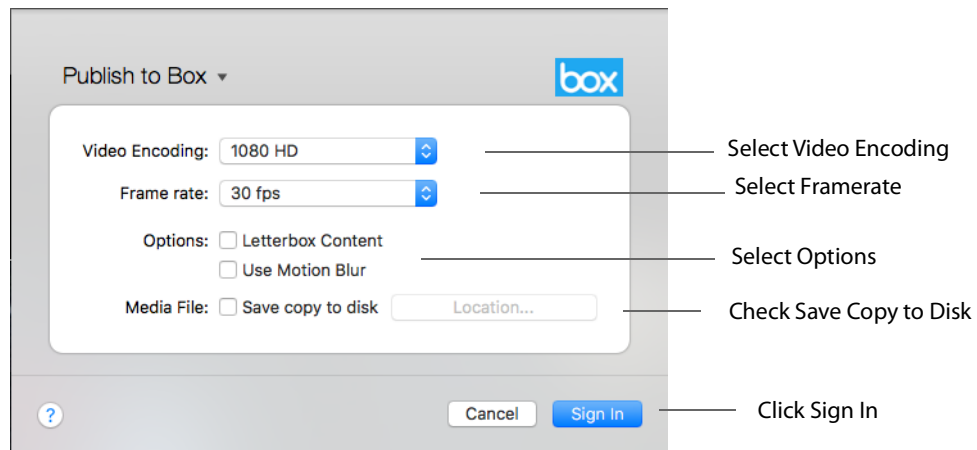 Publish to Box
box
Video Encoding: 1080 HD
Select Video Encoding
Frame rate: 30 fps
Select Framerate
Options: Letterbox Content
Use Motion Blur
Select Options
Media File: Save copy to disk Location...
Check Save Copy to Disk
? Cancel Sign In
Click Sign In